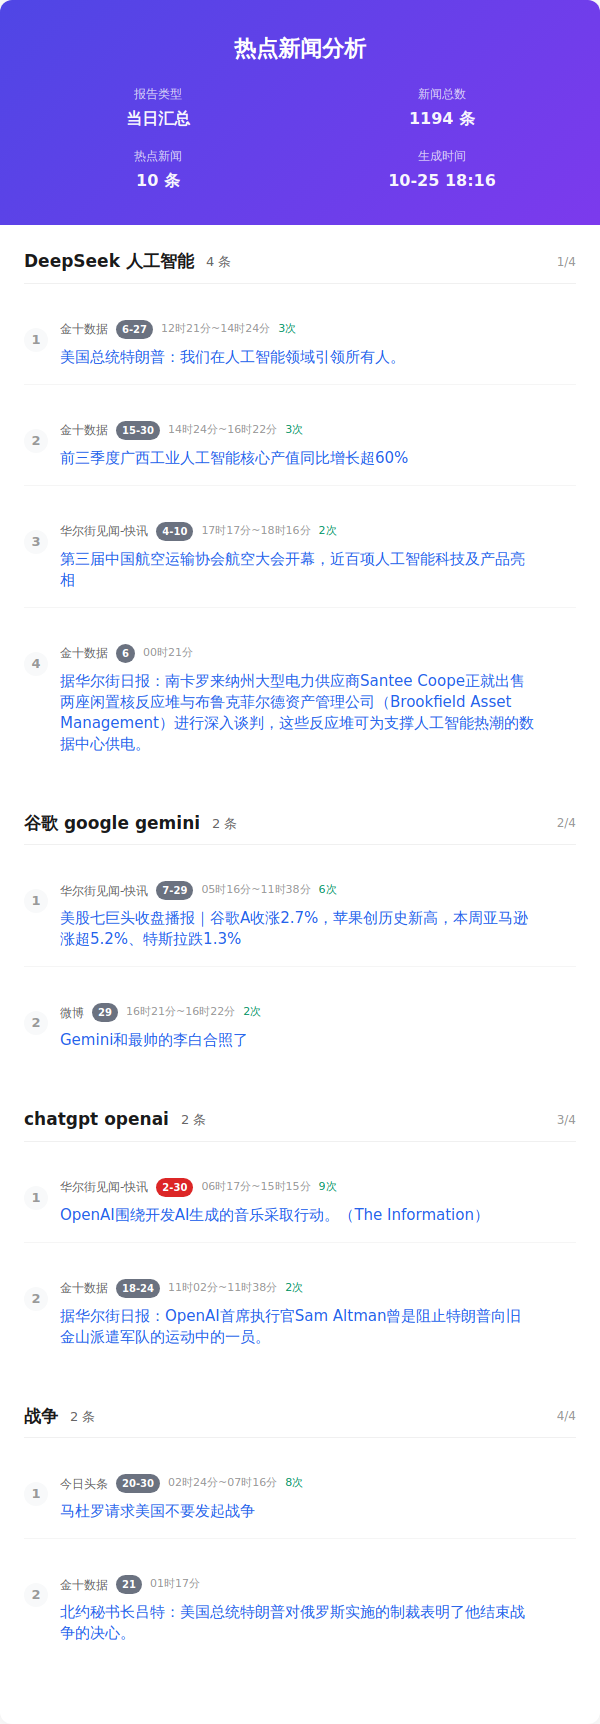 热点新闻分析
报告类型
新闻总数
当日汇总
1194 条
热点新闻
生成时间
10 条
10-25 18:16
DeepSeek 人工智能 4 条 1/4
1 金十数据 6-27 12时21分~14时24分 3次
美国总统特朗普：我们在人工智能领域引领所有人。
2 金十数据 15-30 14时24分~16时22分 3次
前三季度广西工业人工智能核心产值同比增长超60%
3 华尔街见闻-快讯 4-10 17时17分~18时16分 2次
第三届中国航空运输协会航空大会开幕，近百项人工智能科技及产品亮
相
4 金十数据 6 00时21分
据华尔街日报：南卡罗来纳州大型电力供应商Santee Coope正就出售
两座闲置核反应堆与布鲁克菲尔德资产管理公司（Brookfield Asset
Management）进行深入谈判，这些反应堆可为支撑人工智能热潮的数
据中心供电。
谷歌 google gemini 2 条 2/4
1 华尔街见闻-快讯 7-29 05时16分~11时38分 6次
美股七巨头收盘播报｜谷歌A收涨2.7%，苹果创历史新高，本周亚马逊
涨超5.2%、特斯拉跌1.3%
2 微博 29 16时21分~16时22分 2次
Gemini和最帅的李白合照了
chatgpt openai 2 条 3/4
1 华尔街见闻-快讯 2-30 06时17分~15时15分 9次
OpenAI围绕开发AI生成的音乐采取行动。（The Information）
2 金十数据 18-24 11时02分~11时38分 2次
据华尔街日报：OpenAI首席执行官Sam Altman曾是阻止特朗普向旧
金山派遣军队的运动中的一员。
战争 2 条 4/4
1 今日头条 20-30 02时24分~07时16分 8次
马杜罗请求美国不要发起战争
2 金十数据 21 01时17分
北约秘书长吕特：美国总统特朗普对俄罗斯实施的制裁表明了他结束战
争的决心。